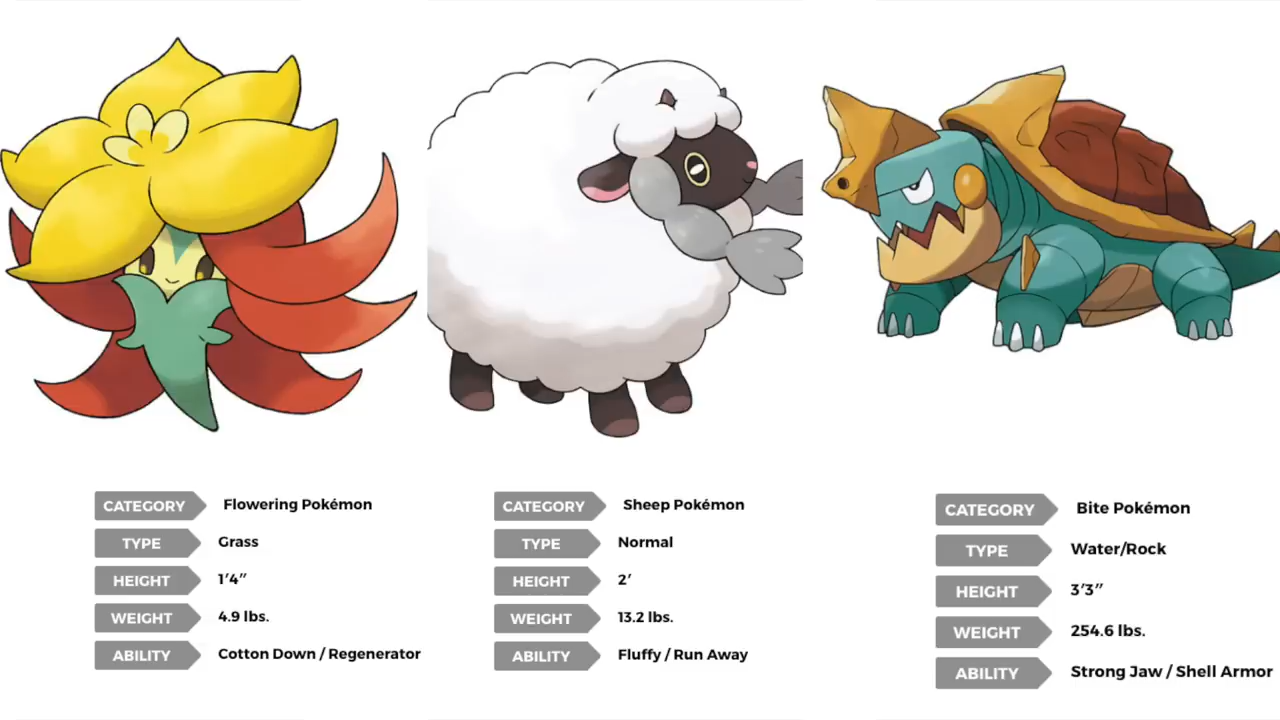 CATEGORY Flowering Pokémon
TYPE Grass
HEIGHT 1'4"
WEIGHT 4.9 lbs.
ABILITY Cotton Down / Regenerator
CATEGORY Sheep Pokémon
TYPE Normal
HEIGHT 2'
WEIGHT 13.2 lbs.
ABILITY Fluffy / Run Away
CATEGORY Bite Pokémon
TYPE Water/Rock
HEIGHT 3'3"
WEIGHT 254.6 lbs.
ABILITY Strong Jaw / Shell Armor